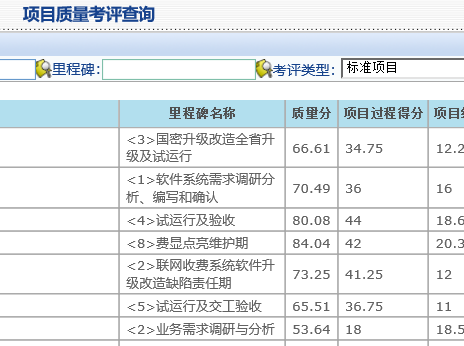 项目质量考评查询
里程碑： 考评类型： 标准项目
里程碑名称 质量分 项目过程得分
<3>国密升级改造全省升 66.61 34.75 12.2
级及试运行
<1>软件系统需求调研分 70.49 36 16
析、编写和确认
<4>试运行及验收 80.08 44 18.6
<8>费显点亮维护期 84.04 42 20.3
<2>联网收费系统软件升 73.25 41.25 12
级改造缺陷责任期
<5>试运行及交工验收 65.51 36.75 11
<2>业务需求调研与分析 53.64 18 18.5